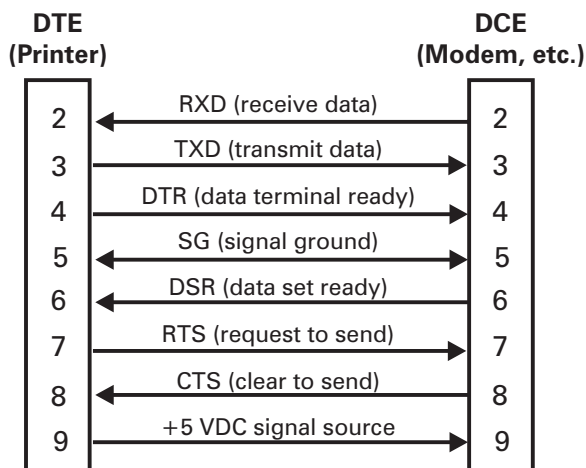 DTE DCE
(Printer) (Modem, etc.)
2 RXD (receive data) 2
3 TXD (transmit data) 3
4 DTR (data terminal ready) 4
5 SG (signal ground) 5
6 DSR (data set ready) 6
7 RTS (request to send) 7
8 CTS (clear to send) 8
9 +5 VDC signal source 9